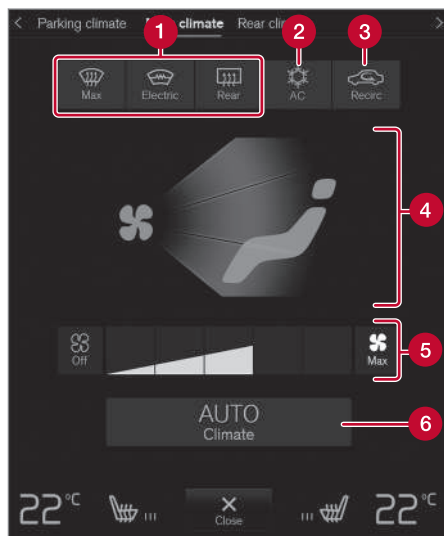 < Parking climate climate Rear >
1 2 3
Max Electric Rear AC Recirc
4
Off Max 5
AUTO 6
Climate
22°C 22°C
Close